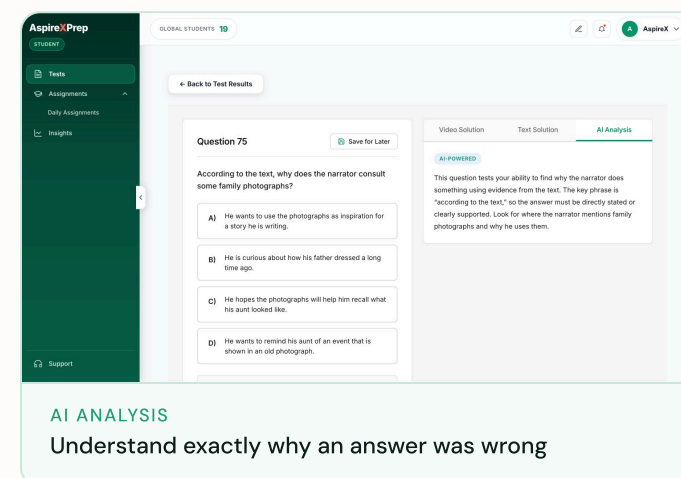 AspireXPrep
STUDENT
Tests
Assignments
Daily Assignments
Insights
Support
GLOBAL STUDENTS 19
A AspireX
← Back to Test Results
Question 75
Save for Later
According to the text, why does the narrator consult
some family photographs?
A) He wants to use the photographs as inspiration for
a story he is writing.
B) He is curious about how his father dressed a long
time ago.
C) He hopes the photographs will help him recall what
his aunt looked like.
D) He wants to remind his aunt of an event that is
shown in an old photograph.
Video Solution Text Solution AI Analysis
AI-POWERED
This question tests your ability to find why the narrator does
something using evidence from the text. The key phrase is
"according to the text," so the answer must be directly stated or
clearly supported. Look for where the narrator mentions family
photographs and why he uses them.
AI ANALYSIS
Understand exactly why an answer was wrong